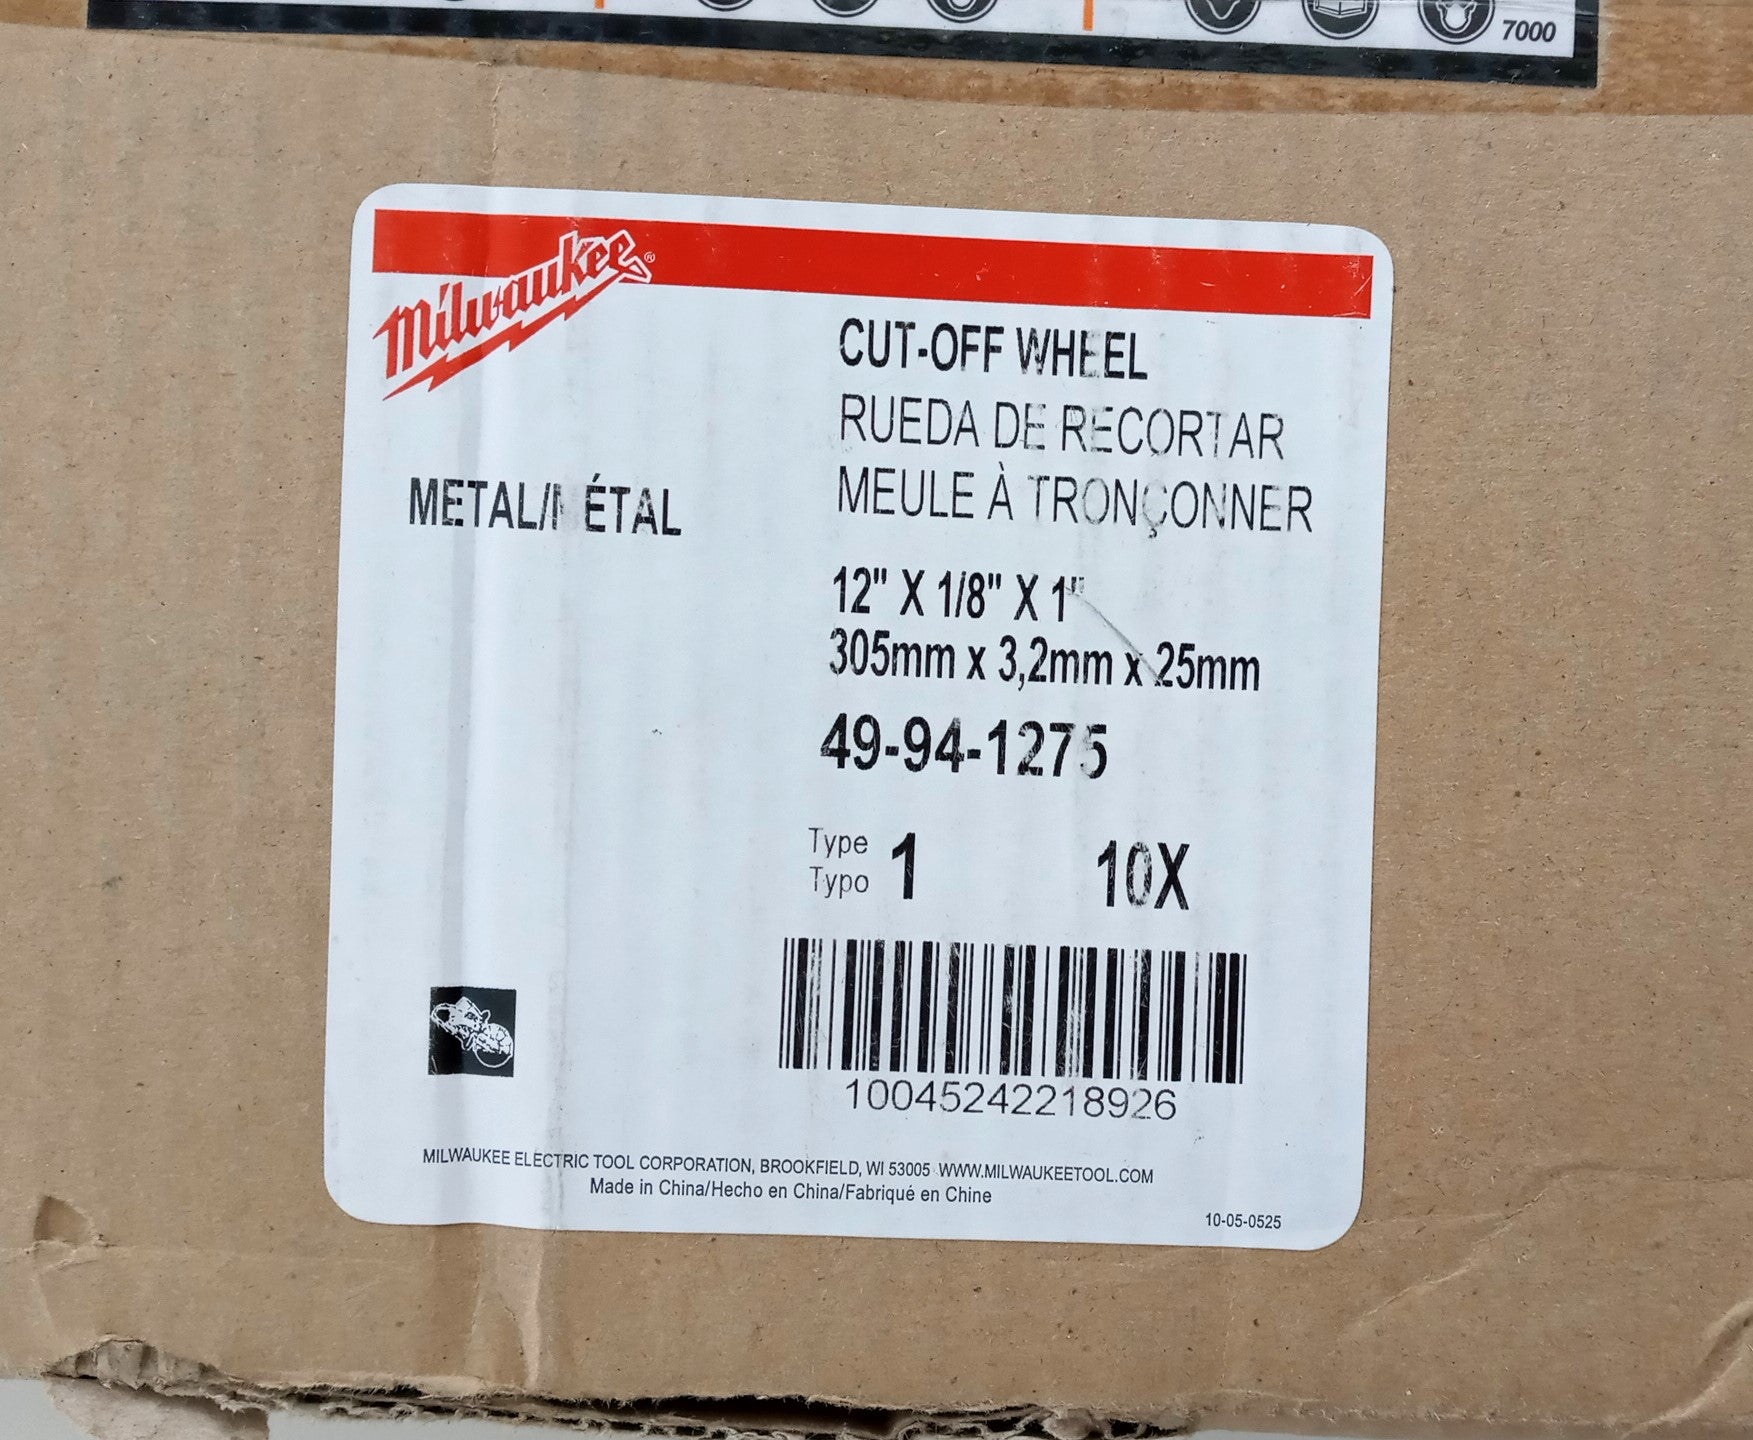 7000
Milwaukee®
CUT-OFF WHEEL
RUEDA DE RECORTAR
MEULE À TRONÇONNER
METAL/MÉTAL
12" X 1/8" X 1"
305mm x 3,2mm x 25mm
49-94-1275
Type
Typo
1
10X
10045242218926
MILWAUKEE ELECTRIC TOOL CORPORATION, BROOKFIELD, WI 53005 WWW.MILWAUKEETOOL.COM
Made in China/Hecho en China/Fabriqué en Chine
10-05-0525